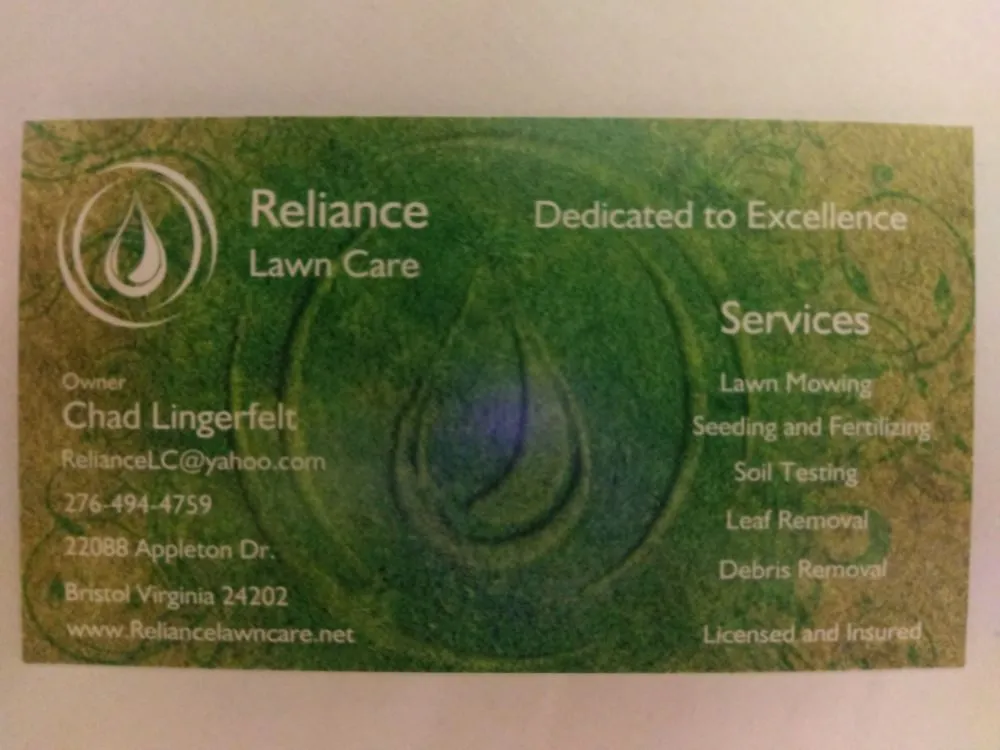 Reliance
Lawn Care
Dedicated to Excellence
Owner
Chad Lingerfelt
RelianceLC@yahoo.com
276-494-4759
22088 Appleton Dr.
Bristol Virginia 24202
www.Reliancelawncare.net
Services
Lawn Mowing
Seeding and Fertilizing
Soil Testing
Leaf Removal
Debris Removal
Licensed and Insured